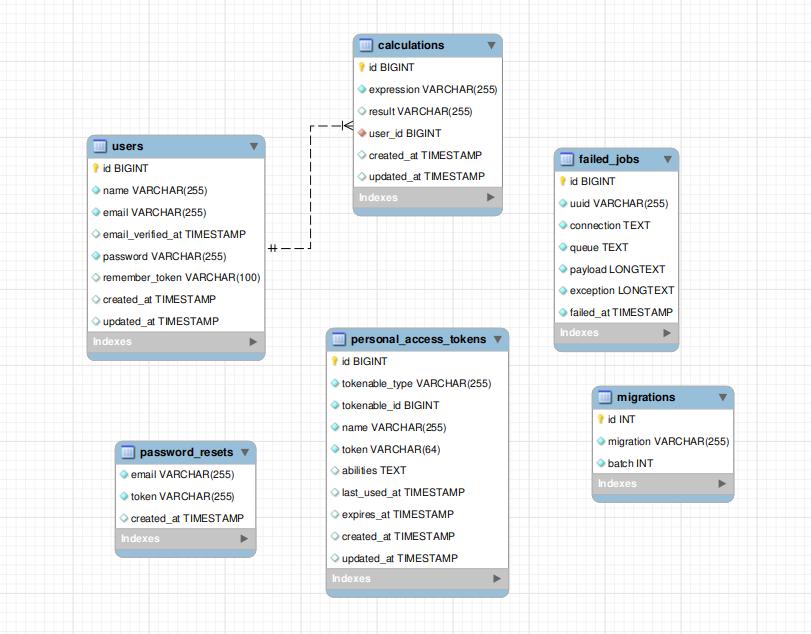 calculations
id BIGINT
expression VARCHAR(255)
result VARCHAR(255)
user_id BIGINT
created_at TIMESTAMP
updated_at TIMESTAMP
Indexes
users
id BIGINT
name VARCHAR(255)
email VARCHAR(255)
email_verified_at TIMESTAMP
password VARCHAR(255)
remember_token VARCHAR(100)
created_at TIMESTAMP
updated_at TIMESTAMP
Indexes
failed_jobs
id BIGINT
uuid VARCHAR(255)
connection TEXT
queue TEXT
payload LONGTEXT
exception LONGTEXT
failed_at TIMESTAMP
Indexes
personal_access_tokens
id BIGINT
tokenable_type VARCHAR(255)
tokenable_id BIGINT
name VARCHAR(255)
token VARCHAR(64)
abilities TEXT
last_used_at TIMESTAMP
expires_at TIMESTAMP
created_at TIMESTAMP
updated_at TIMESTAMP
Indexes
migrations
id INT
migration VARCHAR(255)
batch INT
Indexes
password_resets
email VARCHAR(255)
token VARCHAR(255)
created_at TIMESTAMP
Indexes